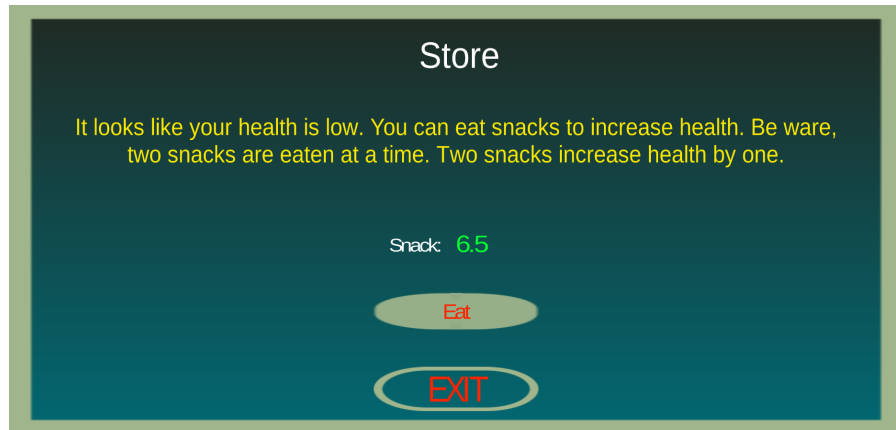 Store
It looks like your health is low. You can eat snacks to increase health. Be ware,
two snacks are eaten at a time. Two snacks increase health by one.
Snack: 6.5
Eat
EXIT